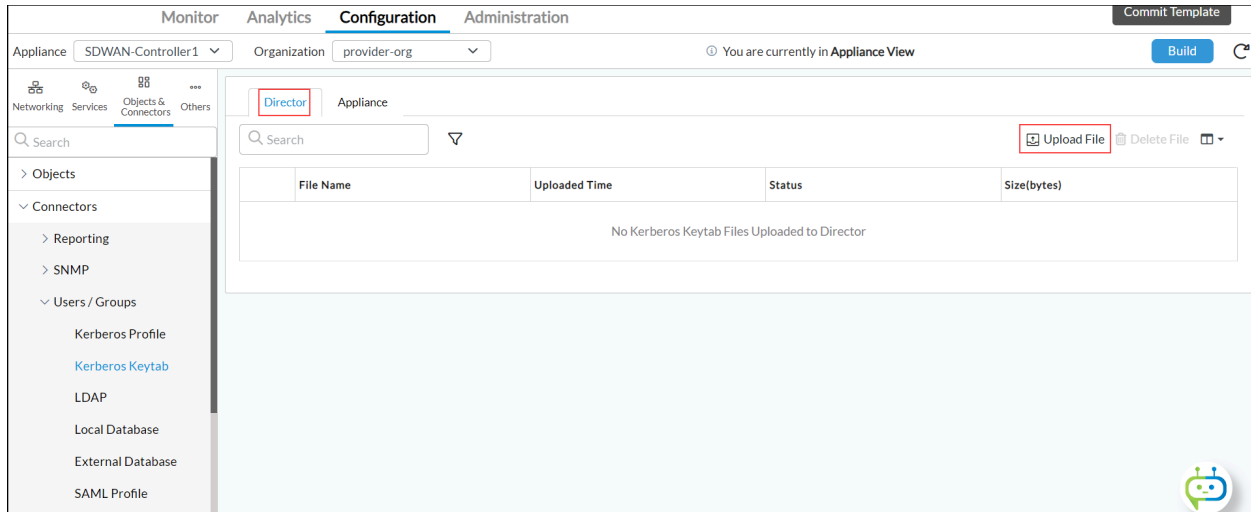 Monitor Analytics Configuration Administration Commit Template
Appliance SDWAN-Controller1 Organization provider-org You are currently in Appliance View Build
Networking Services Objects & Connectors Others
Director Appliance
Search
Search Upload File Delete File
> Objects
File Name Uploaded Time Status Size(bytes)
Connectors
No Kerberos Keytab Files Uploaded to Director
> Reporting
> SNMP
Users / Groups
Kerberos Profile
Kerberos Keytab
LDAP
Local Database
External Database
SAML Profile